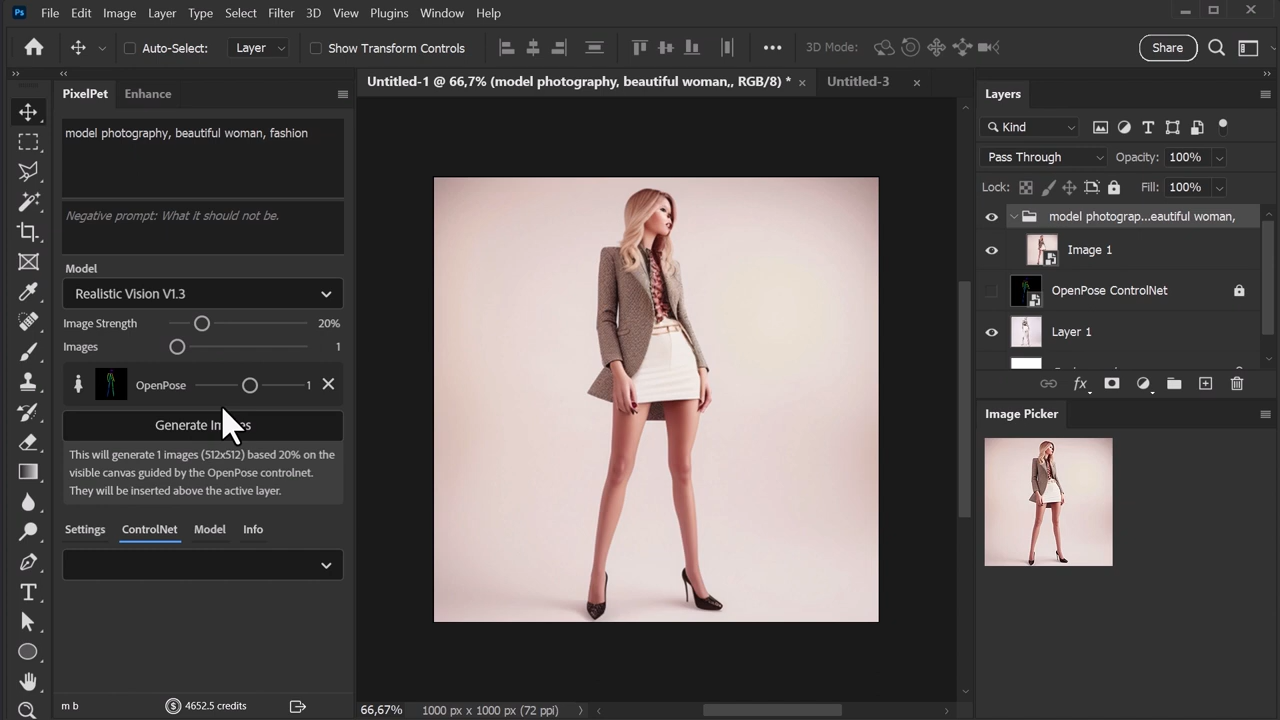 Ps File Edit Image Layer Type Select Filter 3D View Plugins Window Help
Auto-Select: Layer Show Transform Controls 3D Mode: Share
PixelPet Enhance
Untitled-1 @ 66,7% (model photography, beautiful woman,, RGB/8) *
Untitled-3
Layers
model photography, beautiful woman, fashion
Kind
Pass Through Opacity: 100%
Lock: Fill: 100%
Negative prompt: What it should not be.
model photograp...eautiful woman,
Image 1
Model
Realistic Vision V1.3
OpenPose ControlNet
Image Strength 20%
Layer 1
Images 1
OpenPose 1
fx
Image Picker
Generate Images
This will generate 1 images (512x512) based 20% on the
visible canvas guided by the OpenPose controlnet.
They will be inserted above the active layer.
Settings ControlNet Model Info
m b 4652.5 credits
66,67% 1000 px x 1000 px (72 ppi)